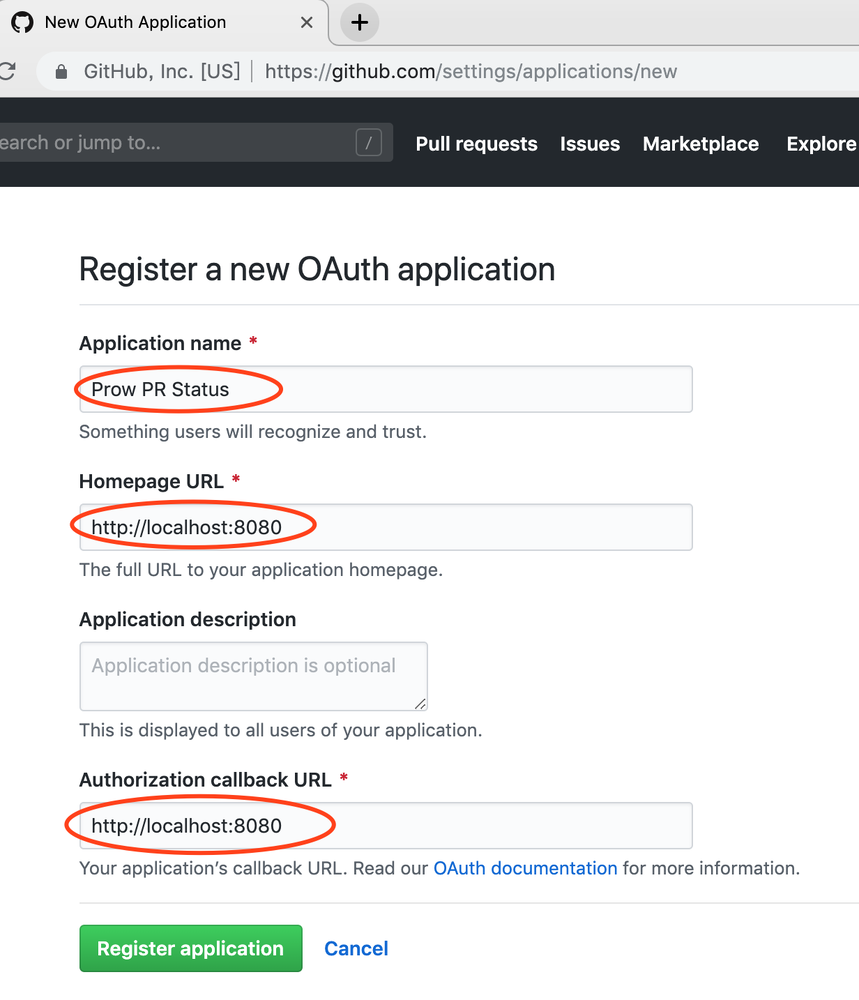 New OAuth Application
GitHub, Inc. [US] https://github.com/settings/applications/new
earch or jump to... / Pull requests Issues Marketplace Explore
Register a new OAuth application
Application name *
Prow PR Status
Something users will recognize and trust.
Homepage URL *
http://localhost:8080
The full URL to your application homepage.
Application description
Application description is optional
This is displayed to all users of your application.
Authorization callback URL *
http://localhost:8080
Your application’s callback URL. Read our OAuth documentation for more information.
Register application Cancel